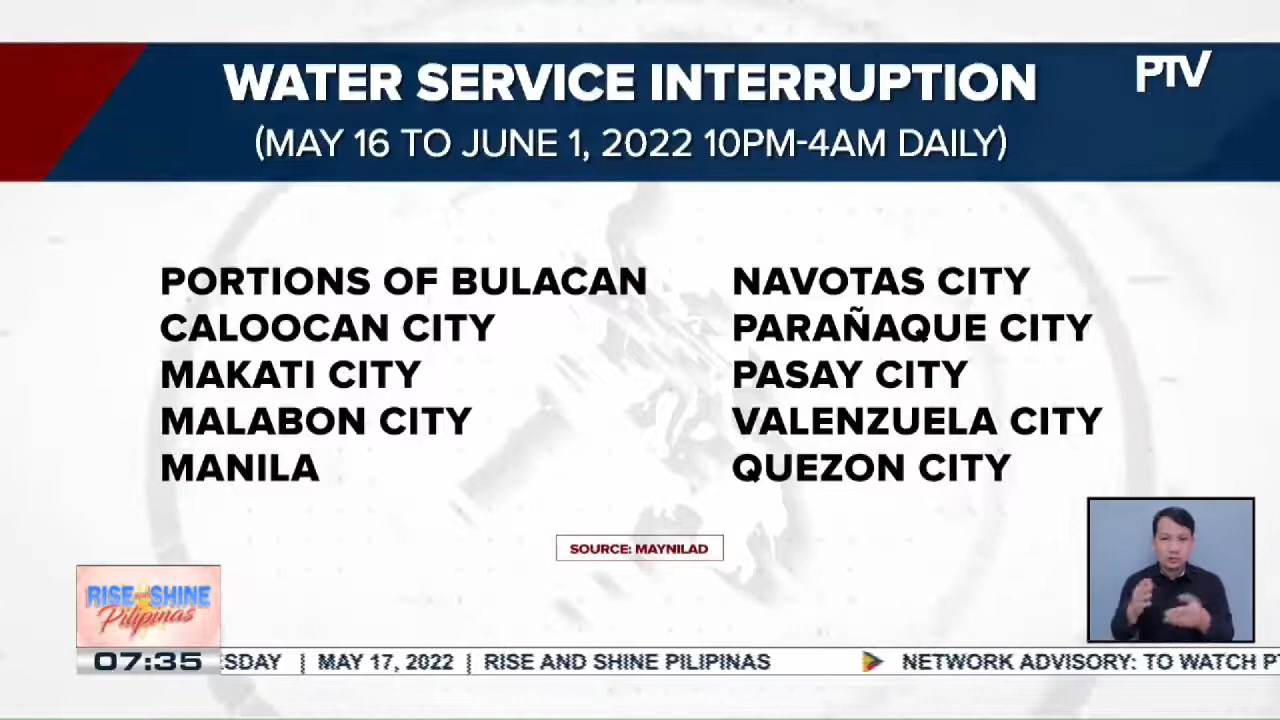 WATER SERVICE INTERRUPTION
PTV
(MAY 16 TO JUNE 1, 2022 10PM-4AM DAILY)
PORTIONS OF BULACAN
CALOOCAN CITY
MAKATI CITY
MALABON CITY
MANILA
NAVOTAS CITY
PARAÑAQUE CITY
PASAY CITY
VALENZUELA CITY
QUEZON CITY
SOURCE: MAYNILAD
RISE and SHINE
Pilipinas
07:35 SDAY | MAY 17, 2022 | RISE AND SHINE PILIPINAS NETWORK ADVISORY: TO WATCH PT